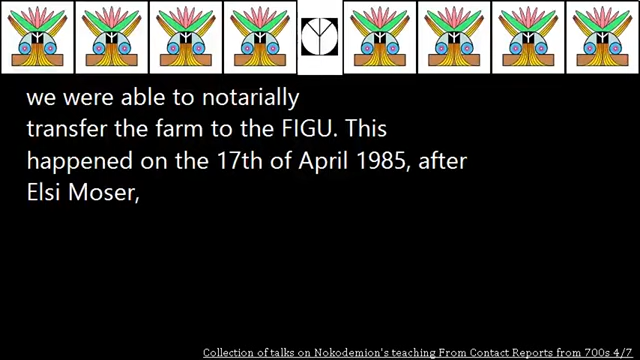 we were able to notarially
transfer the farm to the FIGU. This
happened on the 17th of April 1985, after
Elsi Moser,
Collection of talks on Nokodemion's teaching From Contact Reports from 700s 4/7